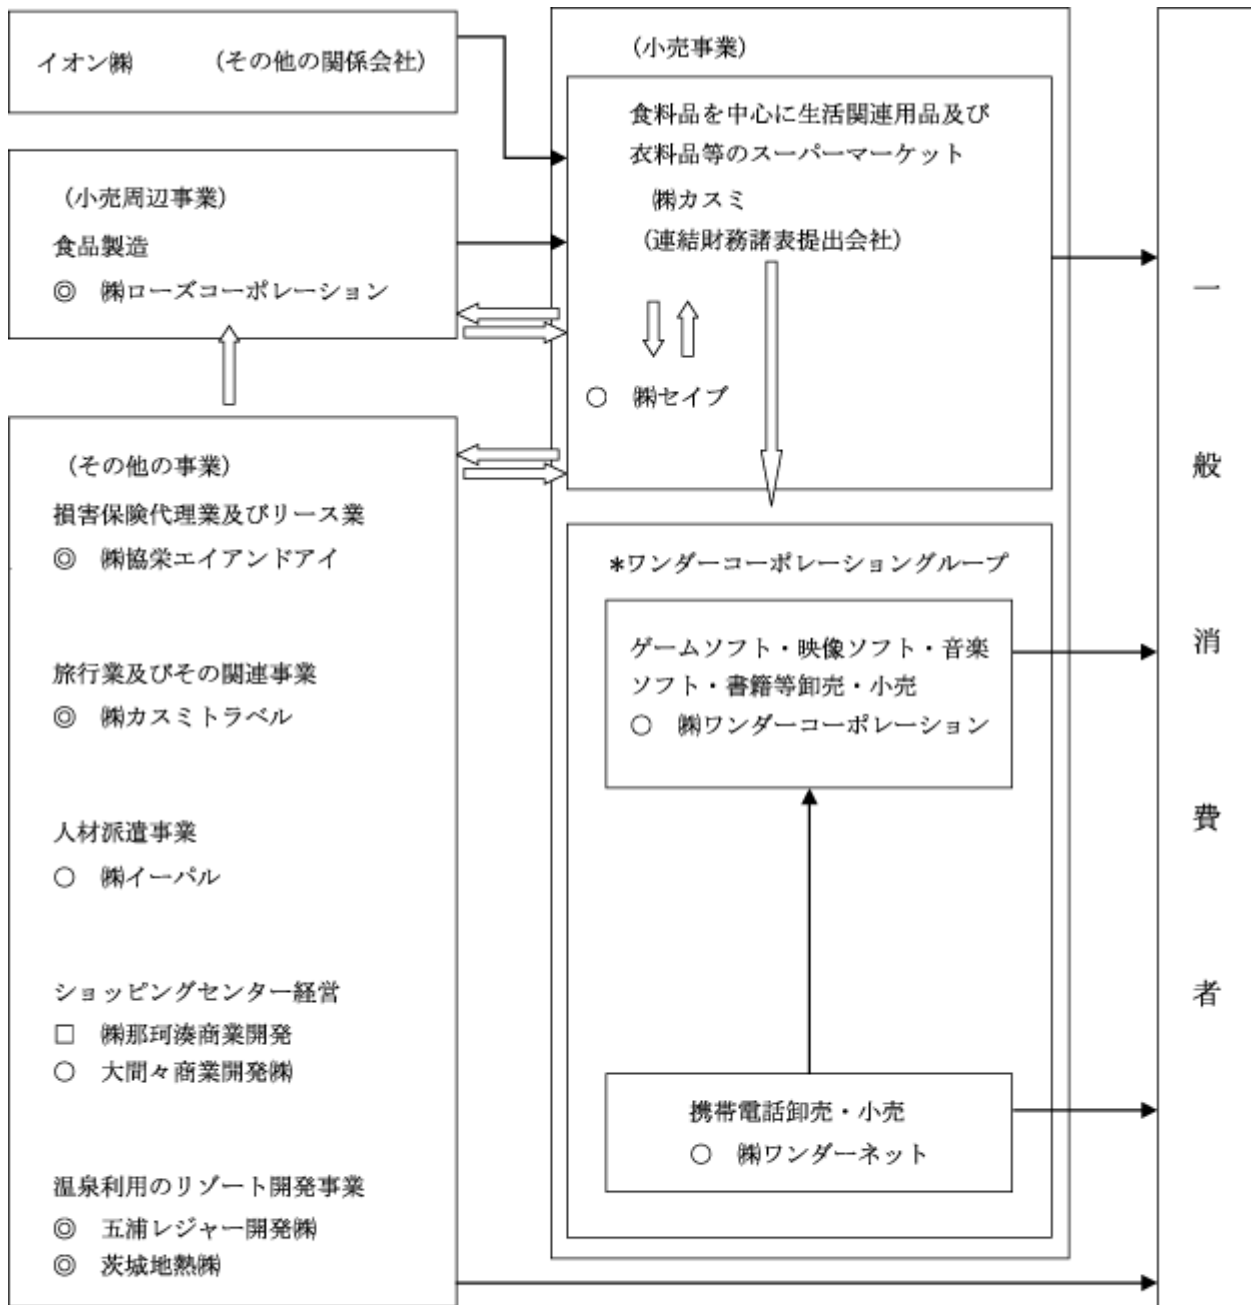 イオン㈱　　　(その他の関係会社)
(小売周辺事業)
食品製造
◎　㈱ローズコーポレーション
(その他の事業)
損害保険代理業及びリース業
◎　㈱協栄エイアンドアイ
旅行業及びその関連事業
◎　㈱カスミトラベル
人材派遣事業
○　㈱イーパル
ショッピングセンター経営
□　㈱那珂湊商業開発
○　大間々商業開発㈱
温泉利用のリゾート開発事業
◎　五浦レジャー開発㈱
◎　茨城地熱㈱
(小売事業)
食料品を中心に生活関連用品及び
衣料品等のスーパーマーケット
㈱カスミ
(連結財務諸表提出会社)
○　㈱セイブ
*ワンダーコーポレーショングループ
ゲームソフト・映像ソフト・音楽
ソフト・書籍等卸売・小売
○　㈱ワンダーコーポレーション
携帯電話卸売・小売
○　㈱ワンダーネット
一般消費者